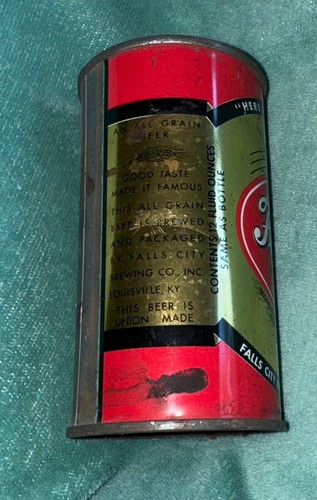 AN ALL GRAIN
BEER
GOOD TASTE
MADE IT FAMOUS
THIS ALL GRAIN
BEER IS BREWED
AND PACKAGED
BY FALLS CITY
BREWING CO., INC.
LOUISVILLE, KY.
THIS BEER IS
UNION MADE
CONTENTS 12 FLUID OUNCES
SAME AS BOTTLE
"HERE
FALLS CITY